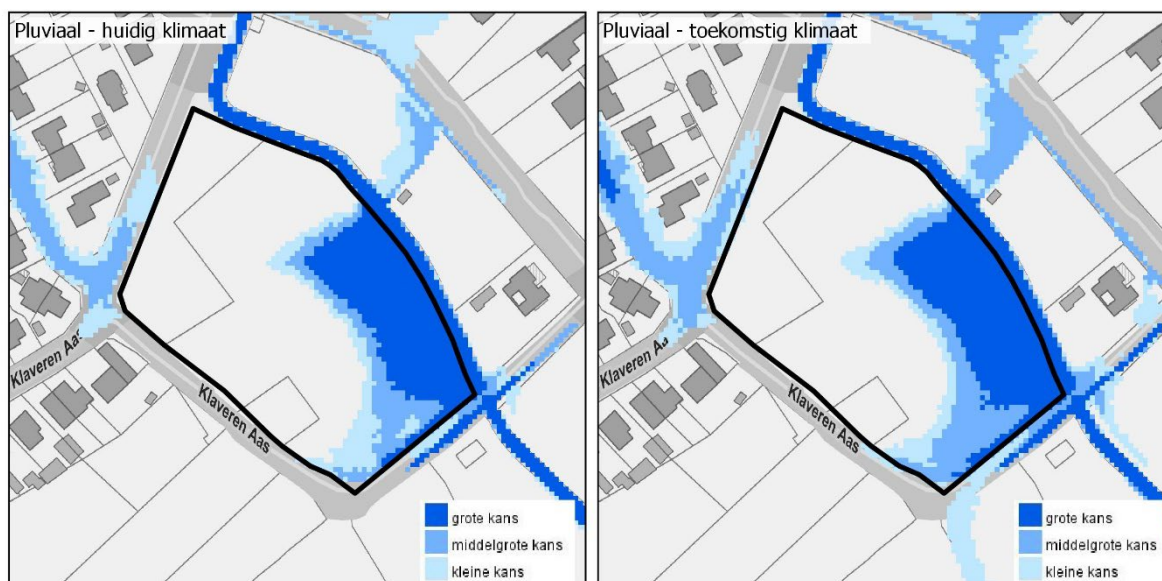 Pluviaal - huidig klimaat
Klaveren Aas
Klaveren Aas
grote kans
middelgrote kans
kleine kans
Pluviaal - toekomstig klimaat
Klaveren Aa
Klaveren Aas
grote kans
middelgrote kans
kleine kans